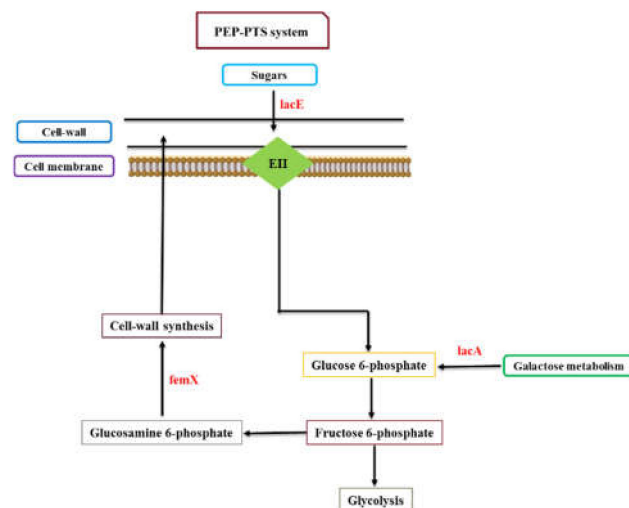 PEP-PTS system
Sugars
lacE
Cell-wall
EII
Cell membrane
Cell-wall synthesis
lacA
Glucose 6-phosphate
Galactose metabolism
femX
Glucosamine 6-phosphate
Fructose 6-phosphate
Glycolysis